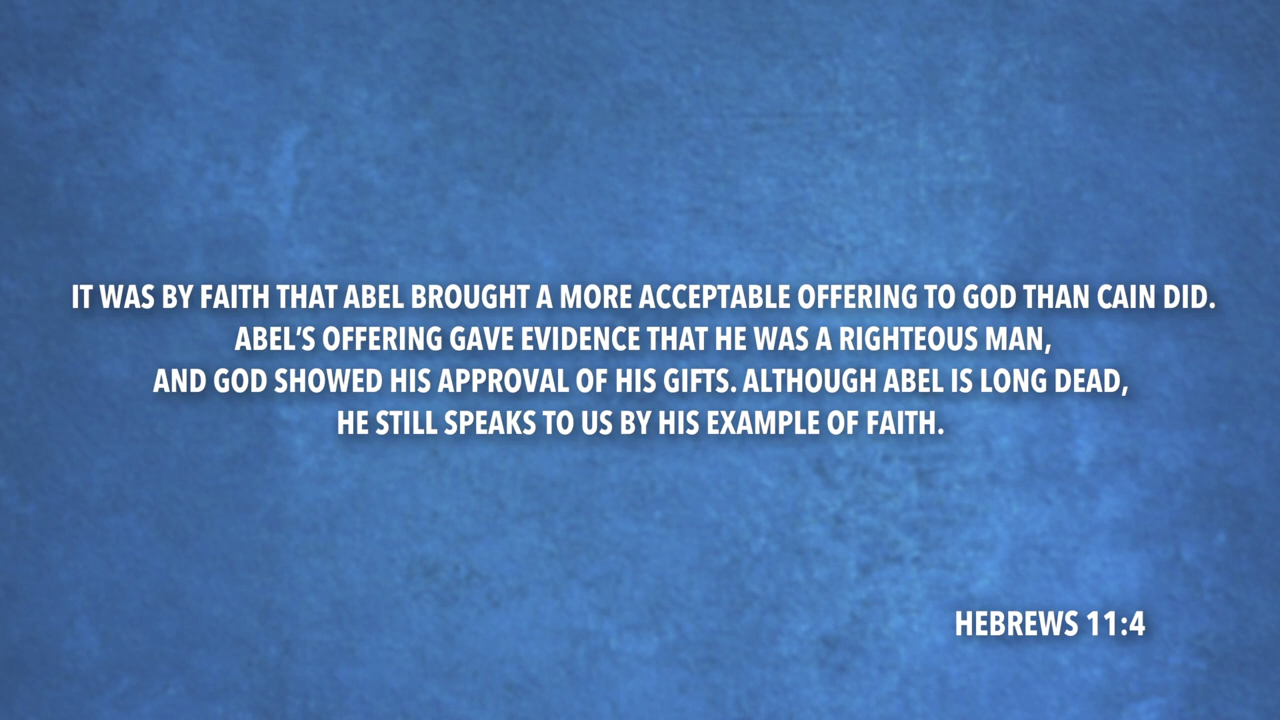 IT WAS BY FAITH THAT ABEL BROUGHT A MORE ACCEPTABLE OFFERING TO GOD THAN CAIN DID.
ABEL’S OFFERING GAVE EVIDENCE THAT HE WAS A RIGHTEOUS MAN,
AND GOD SHOWED HIS APPROVAL OF HIS GIFTS. ALTHOUGH ABEL IS LONG DEAD,
HE STILL SPEAKS TO US BY HIS EXAMPLE OF FAITH.
HEBREWS 11:4